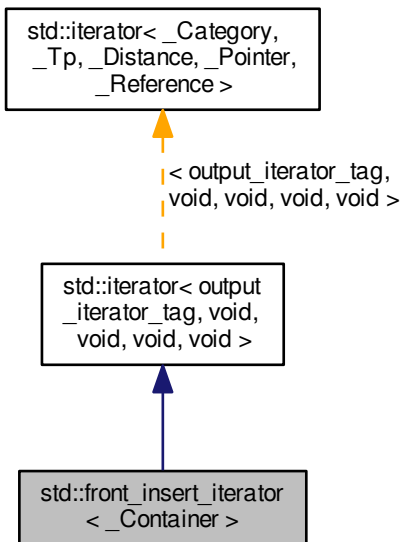 std::iterator< _Category,
_Tp, _Distance, _Pointer,
_Reference >
< output_iterator_tag,
void, void, void, void >
std::iterator< output
_iterator_tag, void,
void, void, void >
std::front_insert_iterator
< _Container >